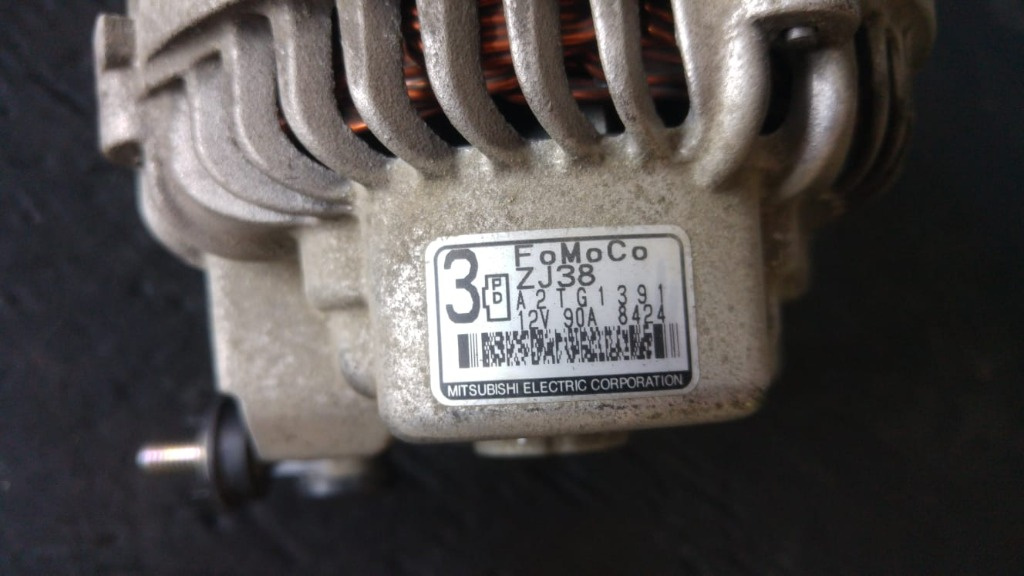 3
P
D
FoMoCo
ZJ38
A2TG1391
12V 90A 8424
MITSUBISHI ELECTRIC CORPORATION